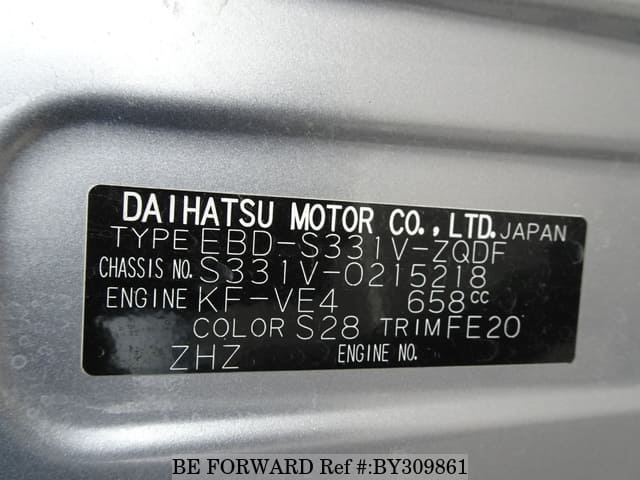 DAIHATSU MOTOR CO., LTD. JAPAN
TYPE EBD-S331V-ZQDF
CHASSIS NO. S331V-0215218
ENGINE KF-VE4 658cc
COLOR S28 TRIM FE20
ZHZ ENGINE NO.
BE FORWARD Ref #:BY309861